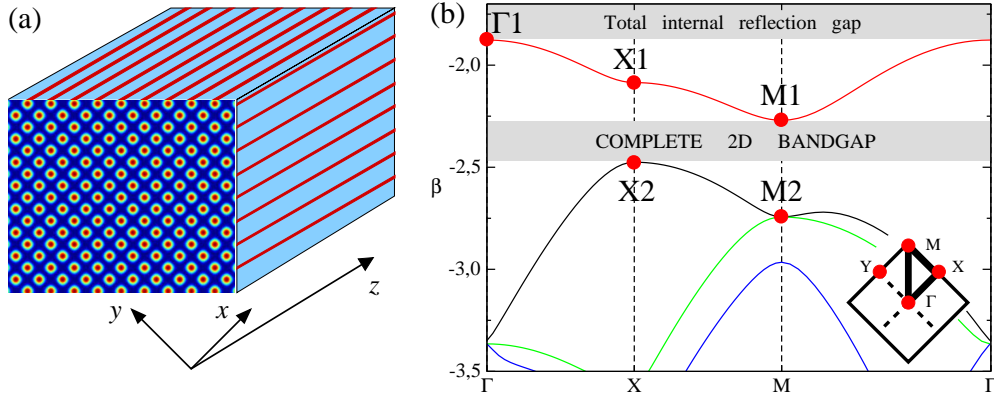 (a)
y
x
z
(b)
Total internal reflection gap
Γ1
X1
M1
COMPLETE 2D BANDGAP
X2
M2
β
-2,0
-2.5
-3.0
-3,5
M
Y
X
Γ
Γ
X
M
Γ